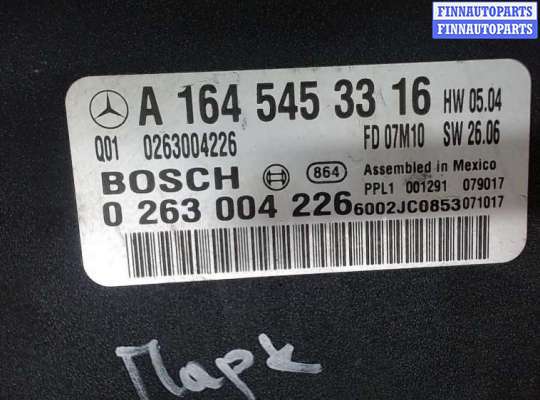 FINNAUTOPARTS
FINNAUTOPARTS
A 164 545 33 16 HW 05.04
Q01 0263004226 FD 07M10 SW 26.06
BOSCH 864 Assembled in Mexico
PPL1 001291 079017
0 263 004 226 6002JC0853071017
Парк